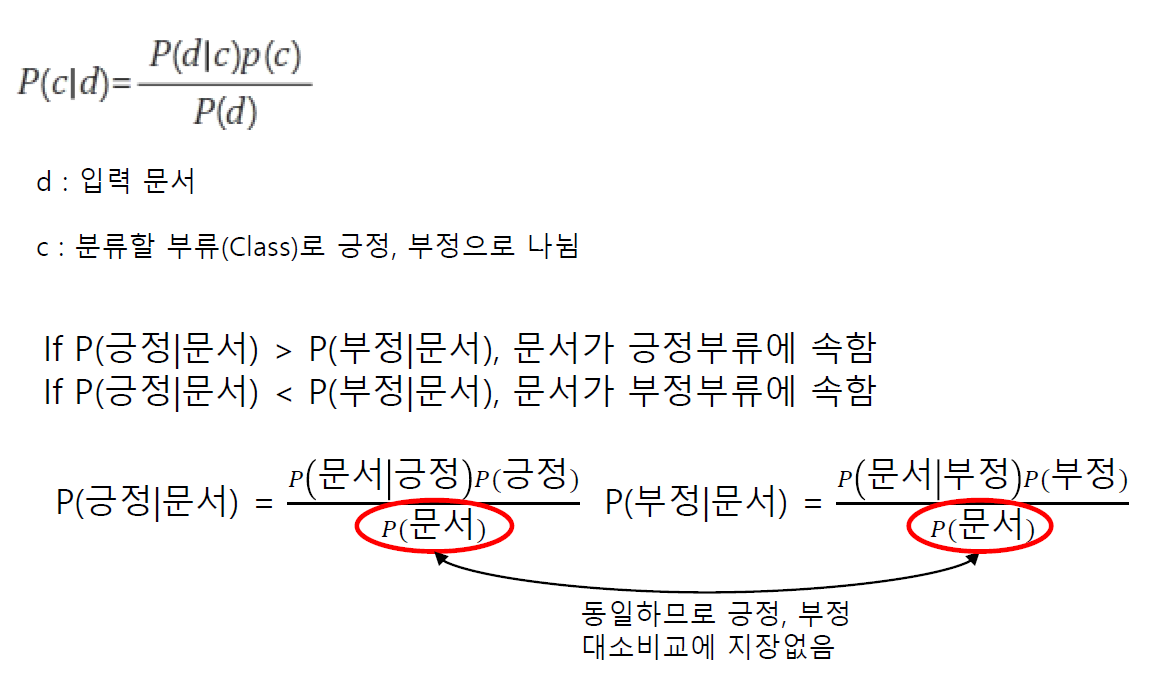 P(c|d)= P(d|c)p(c) / P(d)
d : 입력 문서
c : 분류할 부류(Class)로 긍정, 부정으로 나뉨
If P(긍정|문서) > P(부정|문서), 문서가 긍정부류에 속함
If P(긍정|문서) < P(부정|문서), 문서가 부정부류에 속함
P(긍정|문서) = P(문서|긍정)P(긍정) / P(문서) P(부정|문서) = P(문서|부정)P(부정) / P(문서)
동일하므로 긍정, 부정
대소비교에 지장없음